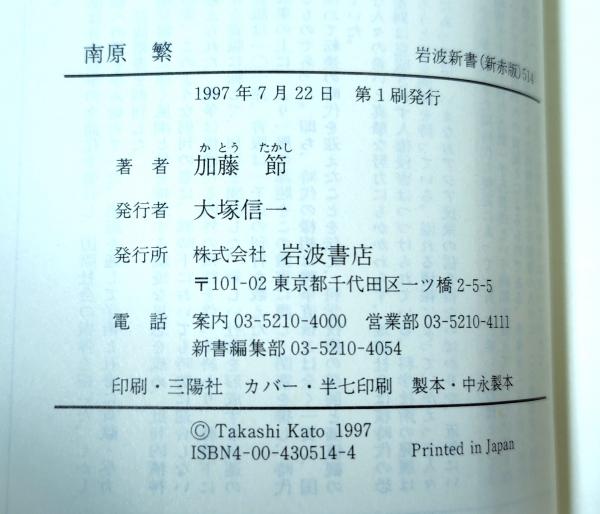 南原 繁
岩波新書(新赤版)514
1997年7月22日 第1刷発行
かとう たかし
著者 加藤 節
発行者 大塚信一
発行所 株式会社 岩波書店
〒101-02 東京都千代田区一ツ橋2-5-5
電話 案内 03-5210-4000 営業部 03-5210-4111
新書編集部 03-5210-4054
印刷・三陽社 カバー・半七印刷 製本・中永製本
© Takashi Kato 1997
ISBN4-00-430514-4 Printed in Japan